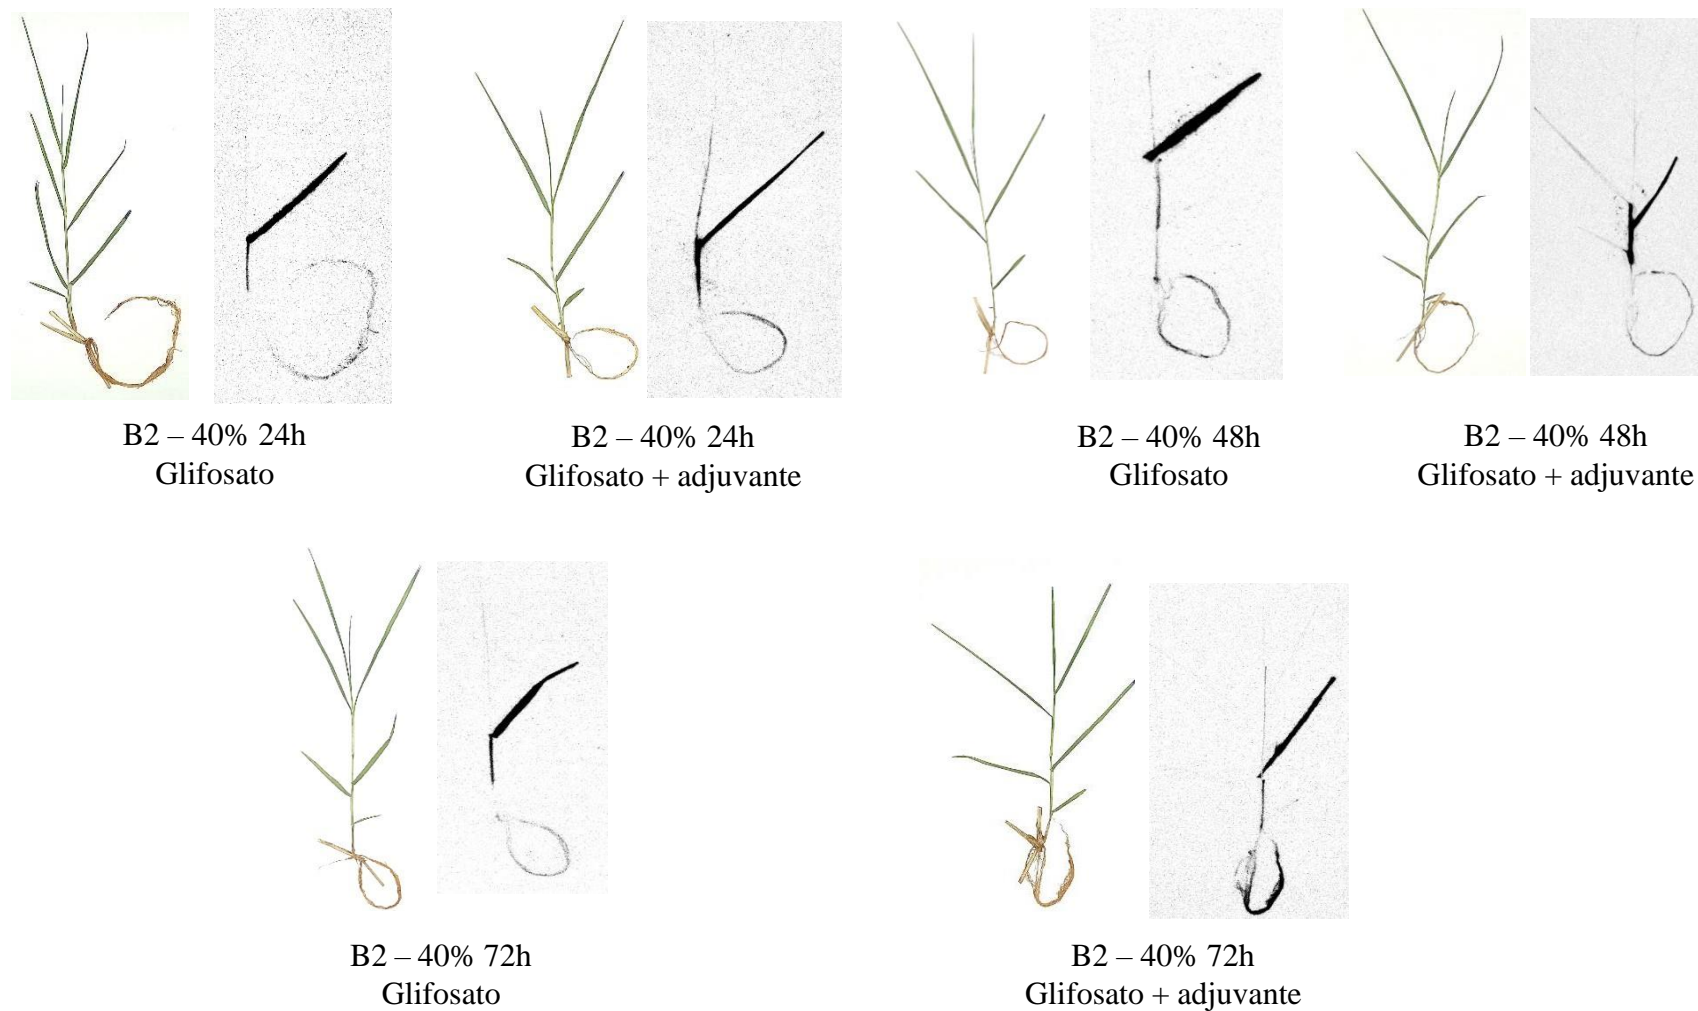 B2 – 40% 24h
Glifosato
B2 – 40% 24h
Glifosato + adjuvante
B2 – 40% 48h
Glifosato
B2 – 40% 48h
Glifosato + adjuvante
B2 – 40% 72h
Glifosato
B2 – 40% 72h
Glifosato + adjuvante